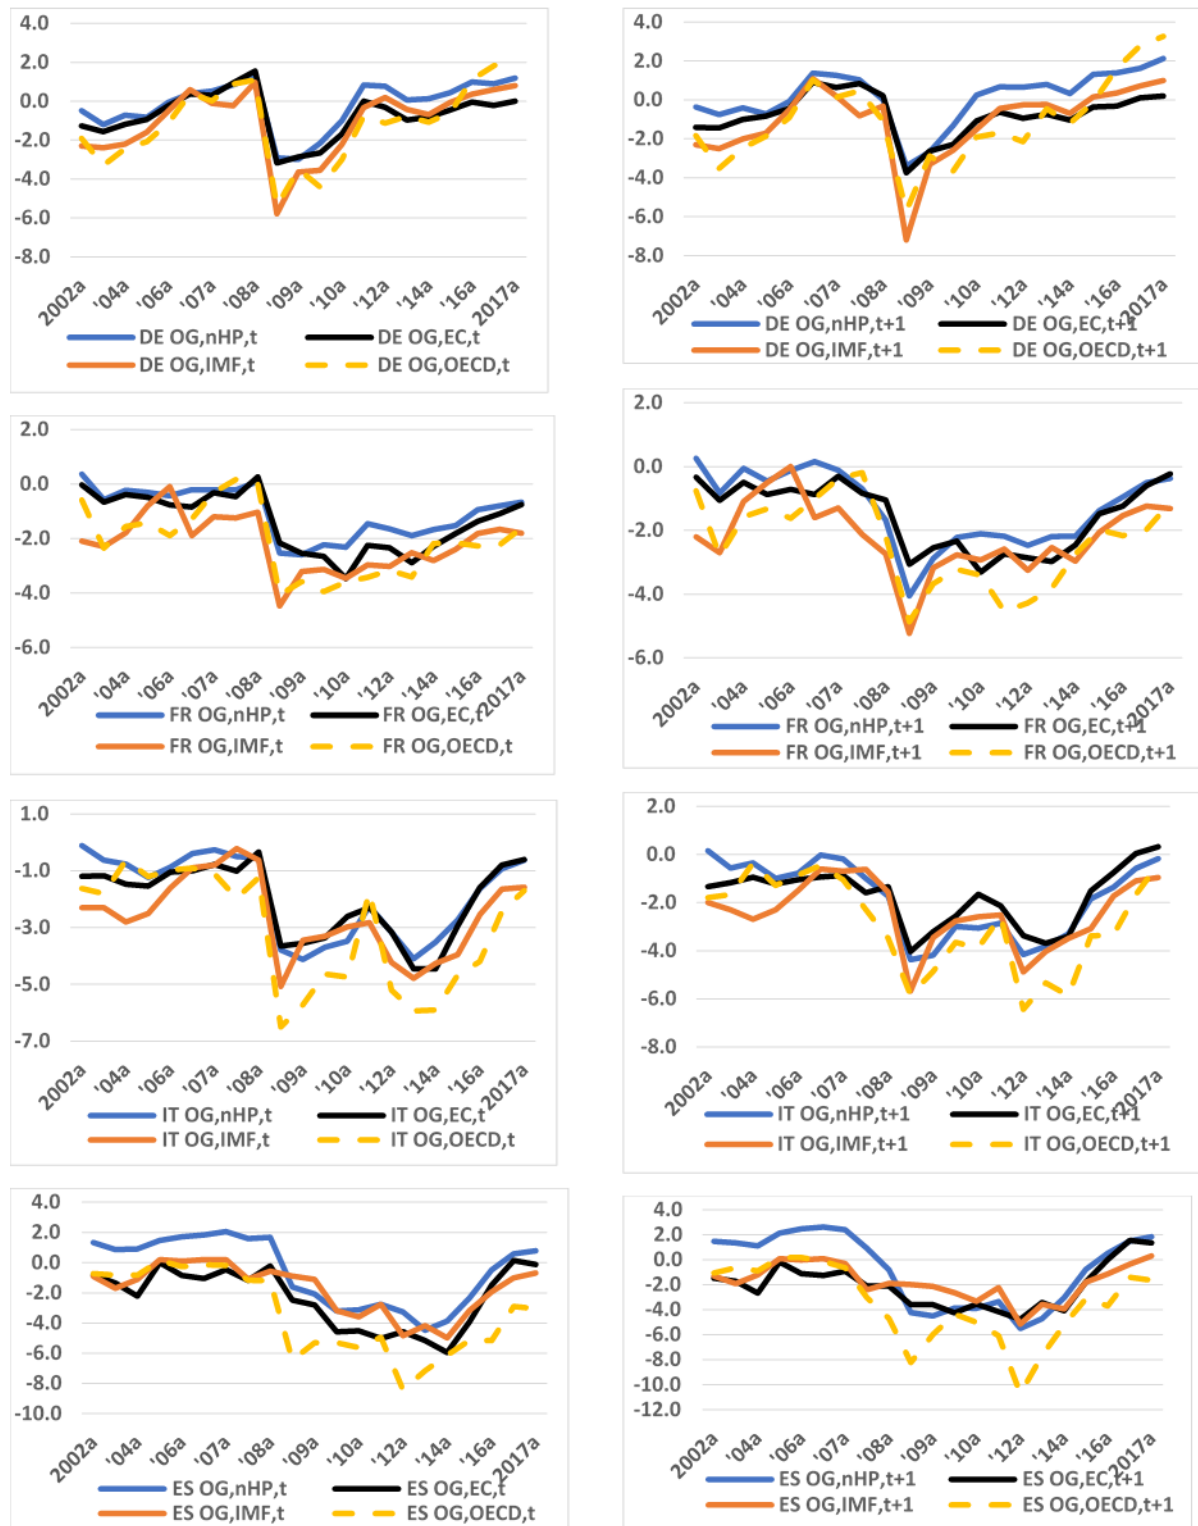 4.0
2.0
0.0
-2.0
-4.0
-6.0
-8.0
2002a '04a '06a '07a '08a '09a '10a '12a '14a '16a 2017a
DE OG,nHP,t DE OG,EC,t
DE OG,IMF,t DE OG,OECD,t
4.0
2.0
0.0
-2.0
-4.0
-6.0
-8.0
2002a '04a '06a '07a '08a '09a '10a '12a '14a '16a 2017a
DE OG,nHP,t+1 DE OG,EC,t+1
DE OG,IMF,t+1 DE OG,OECD,t+1
2.0
0.0
-2.0
-4.0
-6.0
2002a '04a '06a '07a '08a '09a '10a '12a '14a '16a 2017a
FR OG,nHP,t FR OG,EC,t
FR OG,IMF,t FR OG,OECD,t
2.0
0.0
-2.0
-4.0
-6.0
2002a '04a '06a '07a '08a '09a '10a '12a '14a '16a 2017a
FR OG,nHP,t+1 FR OG,EC,t+1
FR OG,IMF,t+1 FR OG,OECD,t+1
1.0
-1.0
-3.0
-5.0
-7.0
2002a '04a '06a '07a '08a '09a '10a '12a '14a '16a 2017a
IT OG,nHP,t IT OG,EC,t
IT OG,IMF,t IT OG,OECD,t
2.0
0.0
-2.0
-4.0
-6.0
-8.0
2002a '04a '06a '07a '08a '09a '10a '12a '14a '16a 2017a
IT OG,nHP,t+1 IT OG,EC,t+1
IT OG,IMF,t+1 IT OG,OECD,t+1
4.0
2.0
0.0
-2.0
-4.0
-6.0
-8.0
-10.0
2002a '04a '06a '07a '08a '09a '10a '12a '14a '16a 2017a
ES OG,nHP,t ES OG,EC,t
ES OG,IMF,t ES OG,OECD,t
4.0
2.0
0.0
-2.0
-4.0
-6.0
-8.0
-10.0
-12.0
2002a '04a '06a '07a '08a '09a '10a '12a '14a '16a 2017a
ES OG,nHP,t+1 ES OG,EC,t+1
ES OG,IMF,t+1 ES OG,OECD,t+1